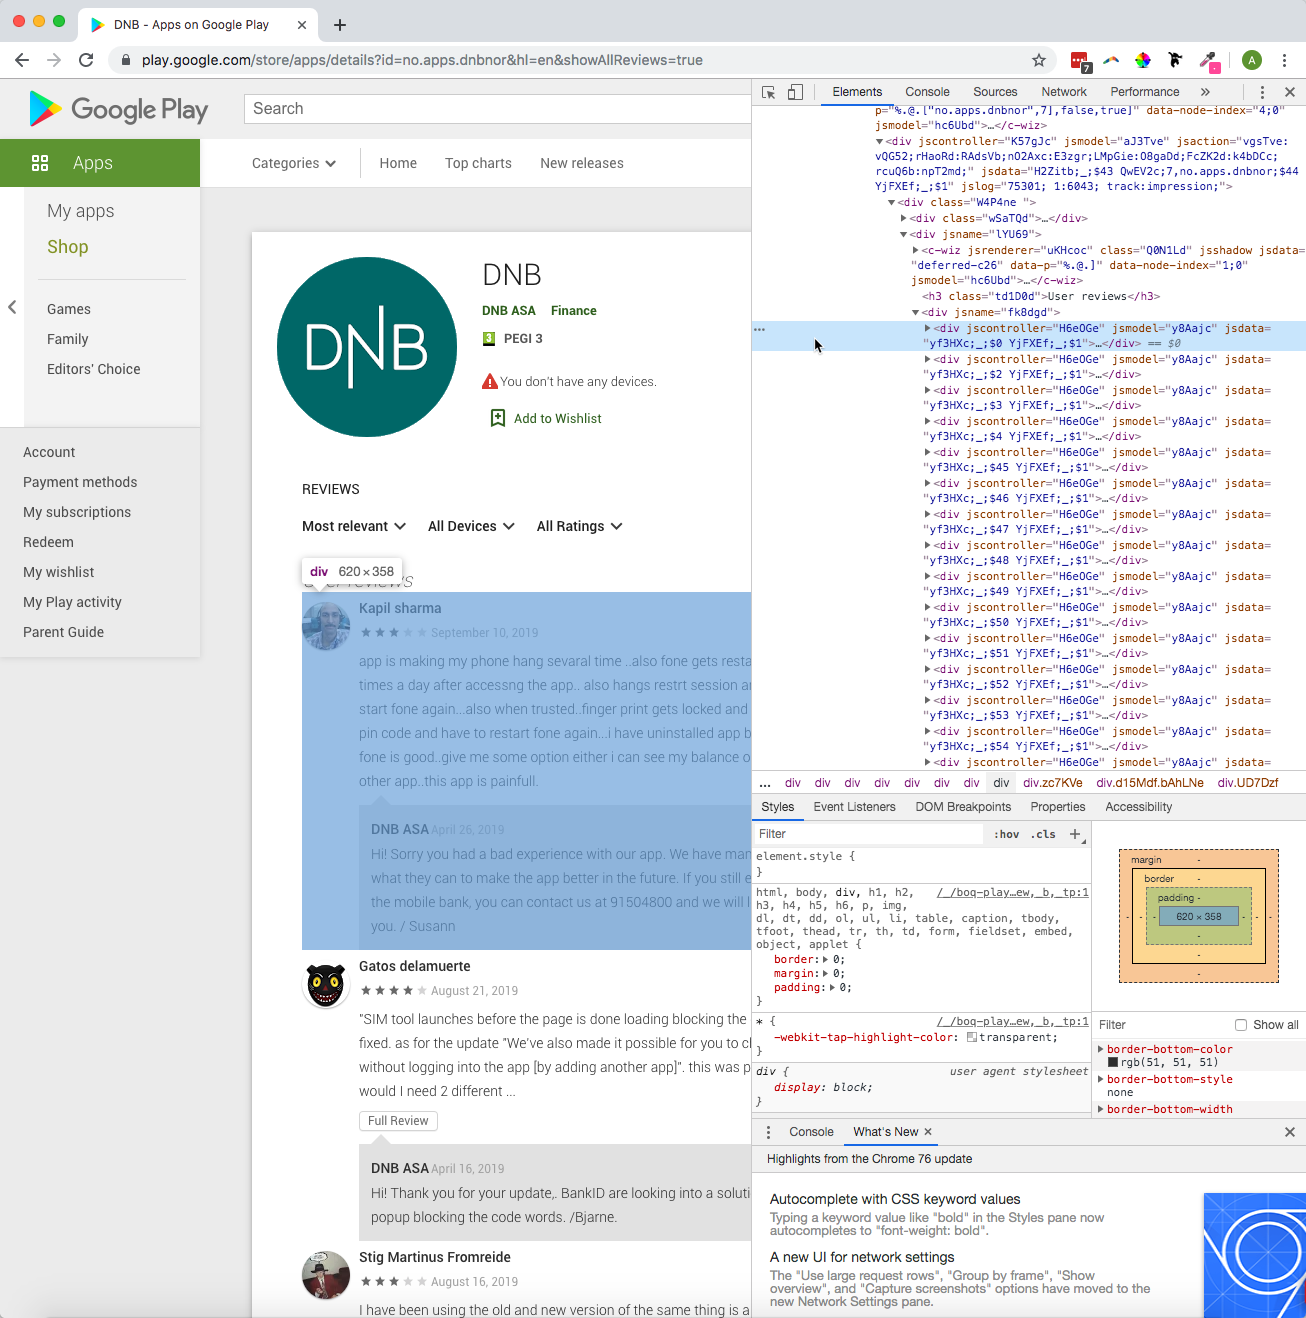 DNB - Apps on Google Play
play.google.com/store/apps/details?id=no.apps.dnbnor&hl=en&showAllReviews=true
7
A
Google Play
Search
Apps
Categories
Home
Top charts
New releases
My apps
Shop
Games
Family
Editors' Choice
Account
Payment methods
My subscriptions
Redeem
My wishlist
My Play activity
Parent Guide
DNB
DNB
DNB ASA Finance
3 PEGI 3
You don't have any devices.
Add to Wishlist
REVIEWS
Most relevant
All Devices
All Ratings
div 620 × 358
Kapil sharma
September 10, 2019
app is making my phone hang sevaral time ..also fone gets resta
times a day after accessng the app.. also hangs restrt session a
start fone again...also when trusted..finger print gets locked and
pin code and have to restart fone again...i have uninstalled app b
fone is good..give me some option either i can see my balance o
other app..this app is painfull.
DNB ASA April 26, 2019
Hi! Sorry you had a bad experience with our app. We have mar
what they can to make the app better in the future. If you still e
the mobile bank, you can contact us at 91504800 and we will l
you. / Susann
Gatos delamuerte
August 21, 2019
"SIM tool launches before the page is done loading blocking the
fixed. as for the update "We've also made it possible for you to cl
without logging into the app [by adding another app]". this was p
would I need 2 different ...
Full Review
DNB ASA April 16, 2019
Hi! Thank you for your update,. BankID are looking into a soluti
popup blocking the code words. /Bjarne.
Stig Martinus Fromreide
August 16, 2019
I have been using the old and new version of the same thing is a
Elements
Console
Sources
Network
Performance
»
p="%.@.["no.apps.dnbnor",7],false,true]" data-node-index="4;0"
jsmodel="hc6Ubd">…</c-wiz>
<div jscontroller="K57gJc" jsmodel="aJ3Tve" jsaction="vgsTve:
vQG52;rHaoRd:RAdsVb;nO2Axc:E3zgr;LMpGie:O8gaDd;FcZK2d:k4bDCc;
rcuQ6b:npT2md;" jsdata="H2Zitb;_;$43 QwEV2c;7,no.apps.dnbnor;$44
YjFXEf;_;$1" jslog="75301; 1:6043; track:impression;">
<div class="W4P4ne ">
<div class="wSaTQd">…</div>
<div jsname="lYU69">
<c-wiz jsrenderer="uKHcoc" class="Q0N1Ld" jsshadow jsdata=
"deferred-c26" data-p="%.@.]" data-node-index="1;0"
jsmodel="hc6Ubd">…</c-wiz>
<h3 class="td1D0d">User reviews</h3>
<div jsname="fk8dgd">
<div jscontroller="H6eOGe" jsmodel="y8Aajc" jsdata=
"yf3HXc;_;$0 YjFXEf;_;$1">…</div> == $0
<div jscontroller="H6eOGe" jsmodel="y8Aajc" jsdata=
"yf3HXc;_;$2 YjFXEf;_;$1">…</div>
<div jscontroller="H6eOGe" jsmodel="y8Aajc" jsdata=
"yf3HXc;_;$3 YjFXEf;_;$1">…</div>
<div jscontroller="H6eOGe" jsmodel="y8Aajc" jsdata=
"yf3HXc;_;$4 YjFXEf;_;$1">…</div>
<div jscontroller="H6eOGe" jsmodel="y8Aajc" jsdata=
"yf3HXc;_;$45 YjFXEf;_;$1">…</div>
<div jscontroller="H6eOGe" jsmodel="y8Aajc" jsdata=
"yf3HXc;_;$46 YjFXEf;_;$1">…</div>
<div jscontroller="H6eOGe" jsmodel="y8Aajc" jsdata=
"yf3HXc;_;$47 YjFXEf;_;$1">…</div>
<div jscontroller="H6eOGe" jsmodel="y8Aajc" jsdata=
"yf3HXc;_;$48 YjFXEf;_;$1">…</div>
<div jscontroller="H6eOGe" jsmodel="y8Aajc" jsdata=
"yf3HXc;_;$49 YjFXEf;_;$1">…</div>
<div jscontroller="H6eOGe" jsmodel="y8Aajc" jsdata=
"yf3HXc;_;$50 YjFXEf;_;$1">…</div>
<div jscontroller="H6eOGe" jsmodel="y8Aajc" jsdata=
"yf3HXc;_;$51 YjFXEf;_;$1">…</div>
<div jscontroller="H6eOGe" jsmodel="y8Aajc" jsdata=
"yf3HXc;_;$52 YjFXEf;_;$1">…</div>
<div jscontroller="H6eOGe" jsmodel="y8Aajc" jsdata=
"yf3HXc;_;$53 YjFXEf;_;$1">…</div>
<div jscontroller="H6eOGe" jsmodel="y8Aajc" jsdata=
"yf3HXc;_;$54 YjFXEf;_;$1">…</div>
<div jscontroller="H6eOGe" jsmodel="y8Aajc" jsdata=
... div div div div div div div div div.zc7KVe div.d15Mdf.bAhLNe div.UD7Dzf
Styles
Event Listeners
DOM Breakpoints
Properties
Accessibility
Filter
:hov .cls +
element.style {
}
html, body, div, h1, h2, /_/boq-play…ew,_b,_tp:1
h3, h4, h5, h6, p, img,
dl, dt, dd, ol, ul, li, table, caption, tbody,
tfoot, thead, tr, th, td, form, fieldset, embed,
object, applet {
border: 0;
margin: 0;
padding: 0;
}
* { /_/boq-play…ew,_b,_tp:1
-webkit-tap-highlight-color: transparent;
}
div { user agent stylesheet
display: block;
}
margin -
border -
padding -
620 × 358
Filter
Show all
border-bottom-color
rgb(51, 51, 51)
border-bottom-style
none
border-bottom-width
Console
What's New
Highlights from the Chrome 76 update
Autocomplete with CSS keyword values
Typing a keyword value like "bold" in the Styles pane now
autocompletes to "font-weight: bold".
A new UI for network settings
The "Use large request rows", "Group by frame", "Show
overview", and "Capture screenshots" options have moved to the
new Network Settings pane.